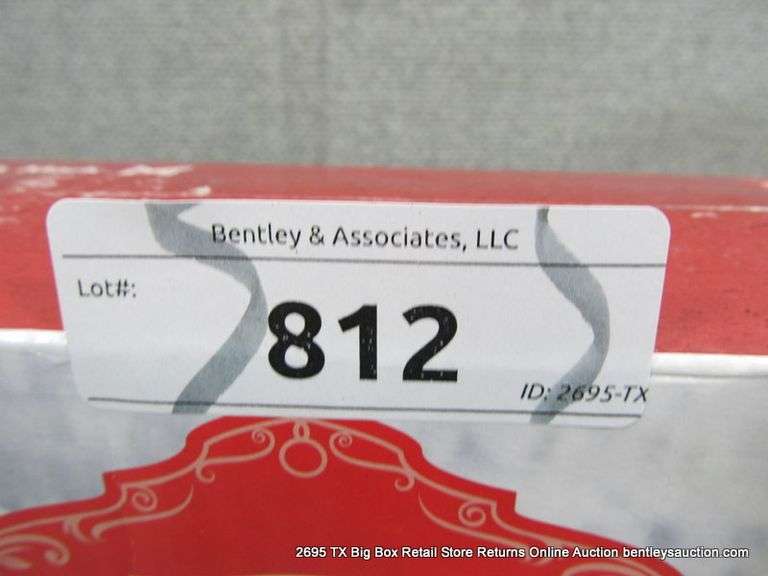 Bentley & Associates, LLC
Lot#:
812
ID: 2695-TX
2695 TX Big Box Retail Store Returns Online Auction bentleysauction.com